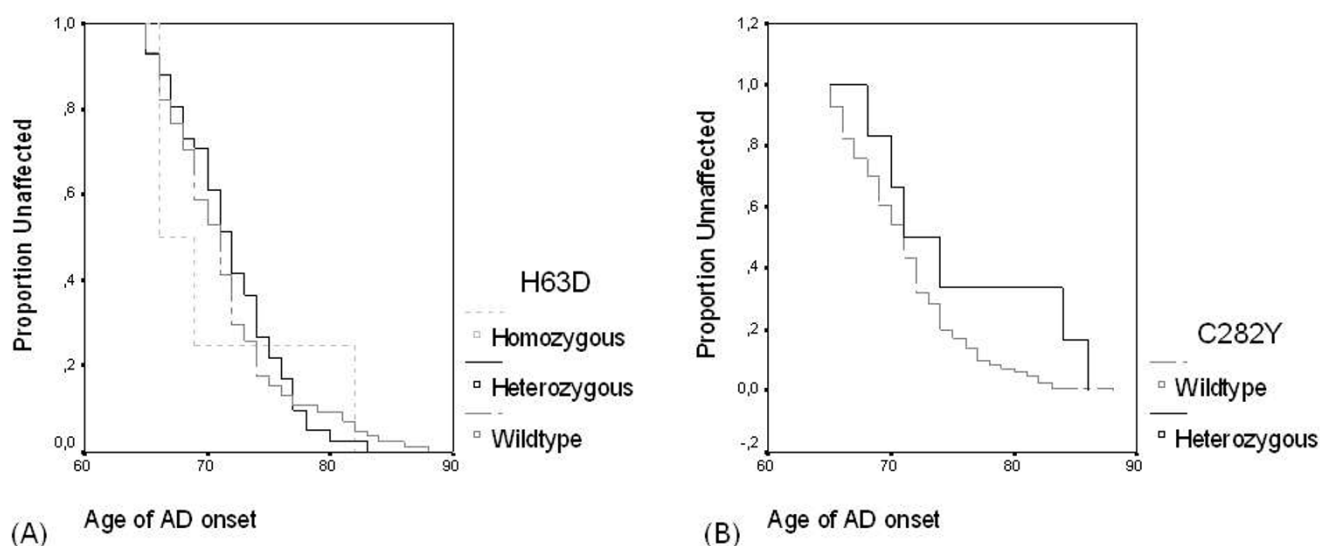 1,0
,8
,6
,4
,2
0,0
60
70
80
90
Proportion Unaffected
Age of AD onset
(A)
H63D
Homozygous
Heterozygous
Wildtype
1,2
1,0
,8
,6
,4
,2
0,0
-,2
60
70
80
90
Proportion Unnaffected
Age of AD onset
(B)
C282Y
Wildtype
Heterozygous